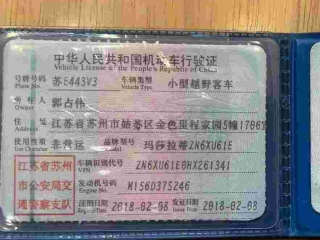 中华人民共和国机动车行驶证
Vehicle License of the People's Republic of China
号牌号码 苏E443V3 车辆类型 小型越野客车
Plate No. Vehicle Type
所有人 郭占伟
Owner
住址 江苏省苏州市姑苏区金色里程家园5幢1706室
Address
使用性质 非营运 品牌型号 玛莎拉蒂ZN6XU61E
Use Character Model
江苏省苏州 车辆识别代号 ZN6XU61E0HX261341
VIN
市公安局交 发动机号码 M156D375246
Engine No.
通警察支队 注册日期 2018-02-08 发证日期 2018-02-08
Register Date Issue Date